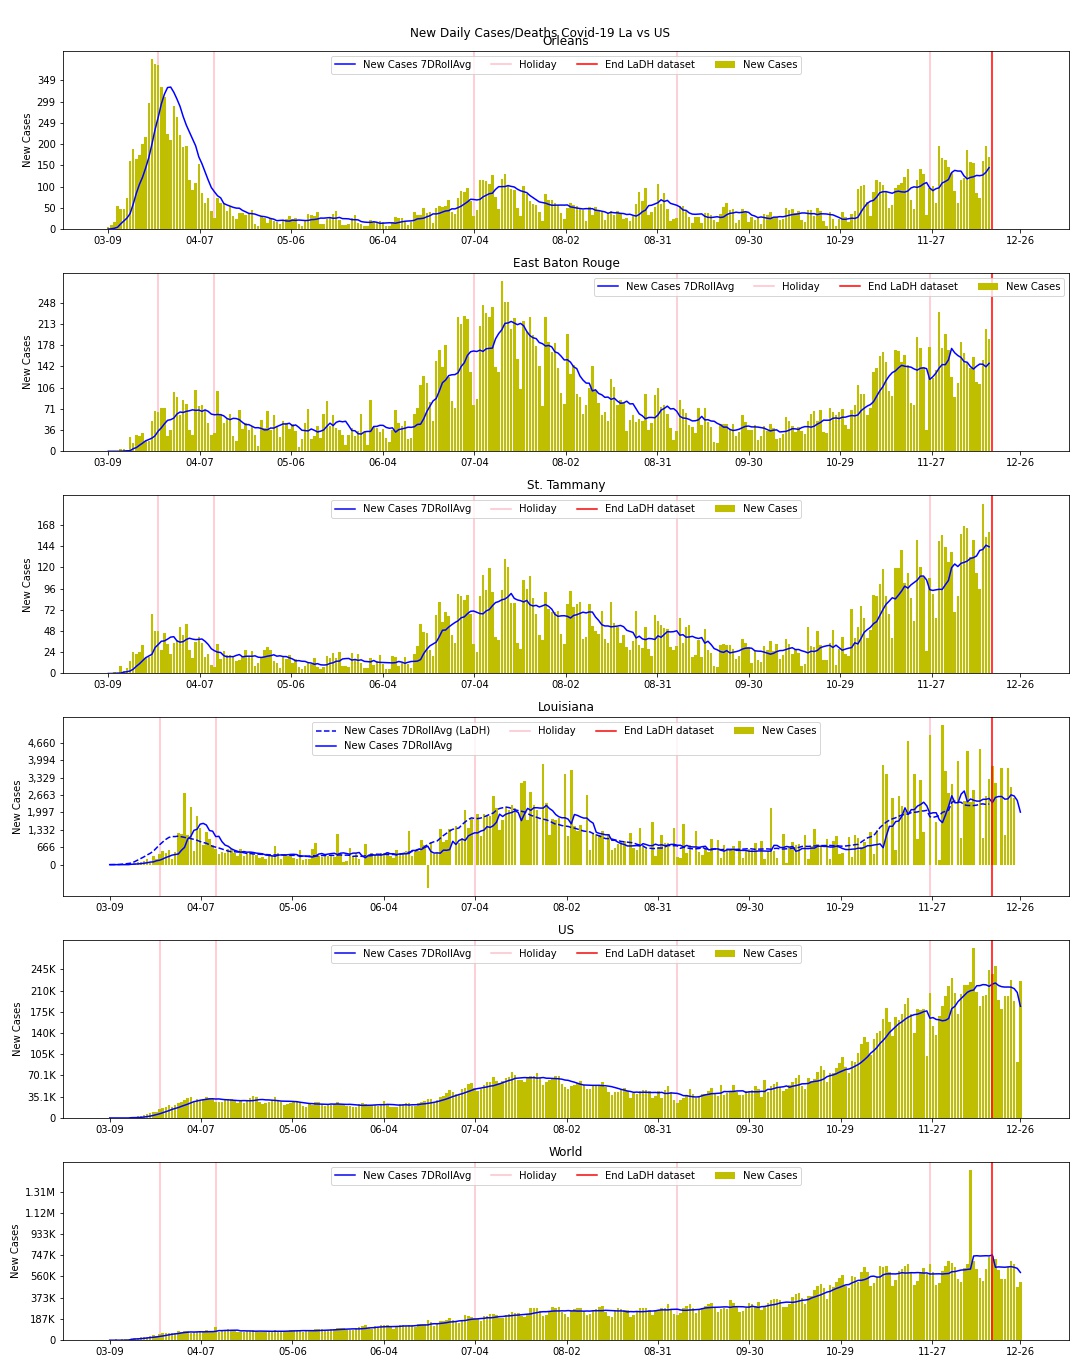 New Daily Cases/Deaths Covid-19 La vs US
Orleans
New Cases 7DRollAvg Holiday End LaDH dataset New Cases
New Cases
349
299
249
200
150
100
50
0
03-09 04-07 05-06 06-04 07-04 08-02 08-31 09-30 10-29 11-27 12-26
East Baton Rouge
New Cases 7DRollAvg Holiday End LaDH dataset New Cases
New Cases
248
213
178
142
106
71
36
0
03-09 04-07 05-06 06-04 07-04 08-02 08-31 09-30 10-29 11-27 12-26
St. Tammany
New Cases 7DRollAvg Holiday End LaDH dataset New Cases
New Cases
168
144
120
96
72
48
24
0
03-09 04-07 05-06 06-04 07-04 08-02 08-31 09-30 10-29 11-27 12-26
Louisiana
New Cases 7DRollAvg (LaDH) Holiday End LaDH dataset New Cases
New Cases 7DRollAvg
New Cases
4,660
3,994
3,329
2,663
1,997
1,332
666
0
03-09 04-07 05-06 06-04 07-04 08-02 08-31 09-30 10-29 11-27 12-26
US
New Cases 7DRollAvg Holiday End LaDH dataset New Cases
New Cases
245K
210K
175K
140K
105K
70.1K
35.1K
0
03-09 04-07 05-06 06-04 07-04 08-02 08-31 09-30 10-29 11-27 12-26
World
New Cases 7DRollAvg Holiday End LaDH dataset New Cases
New Cases
1.31M
1.12M
933K
747K
560K
373K
187K
0
03-09 04-07 05-06 06-04 07-04 08-02 08-31 09-30 10-29 11-27 12-26